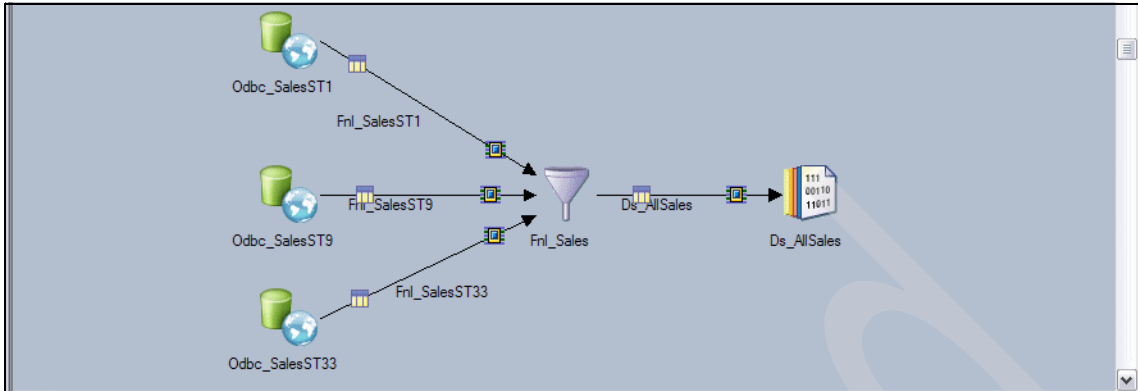 Odbc_SalesST1
Fnl_SalesST1
Fnl_SalesST9
Ds_AllSales
111
00110
11011
Odbc_SalesST9
Fnl_Sales
Ds_AllSales
Fnl_SalesST33
Odbc_SalesST33